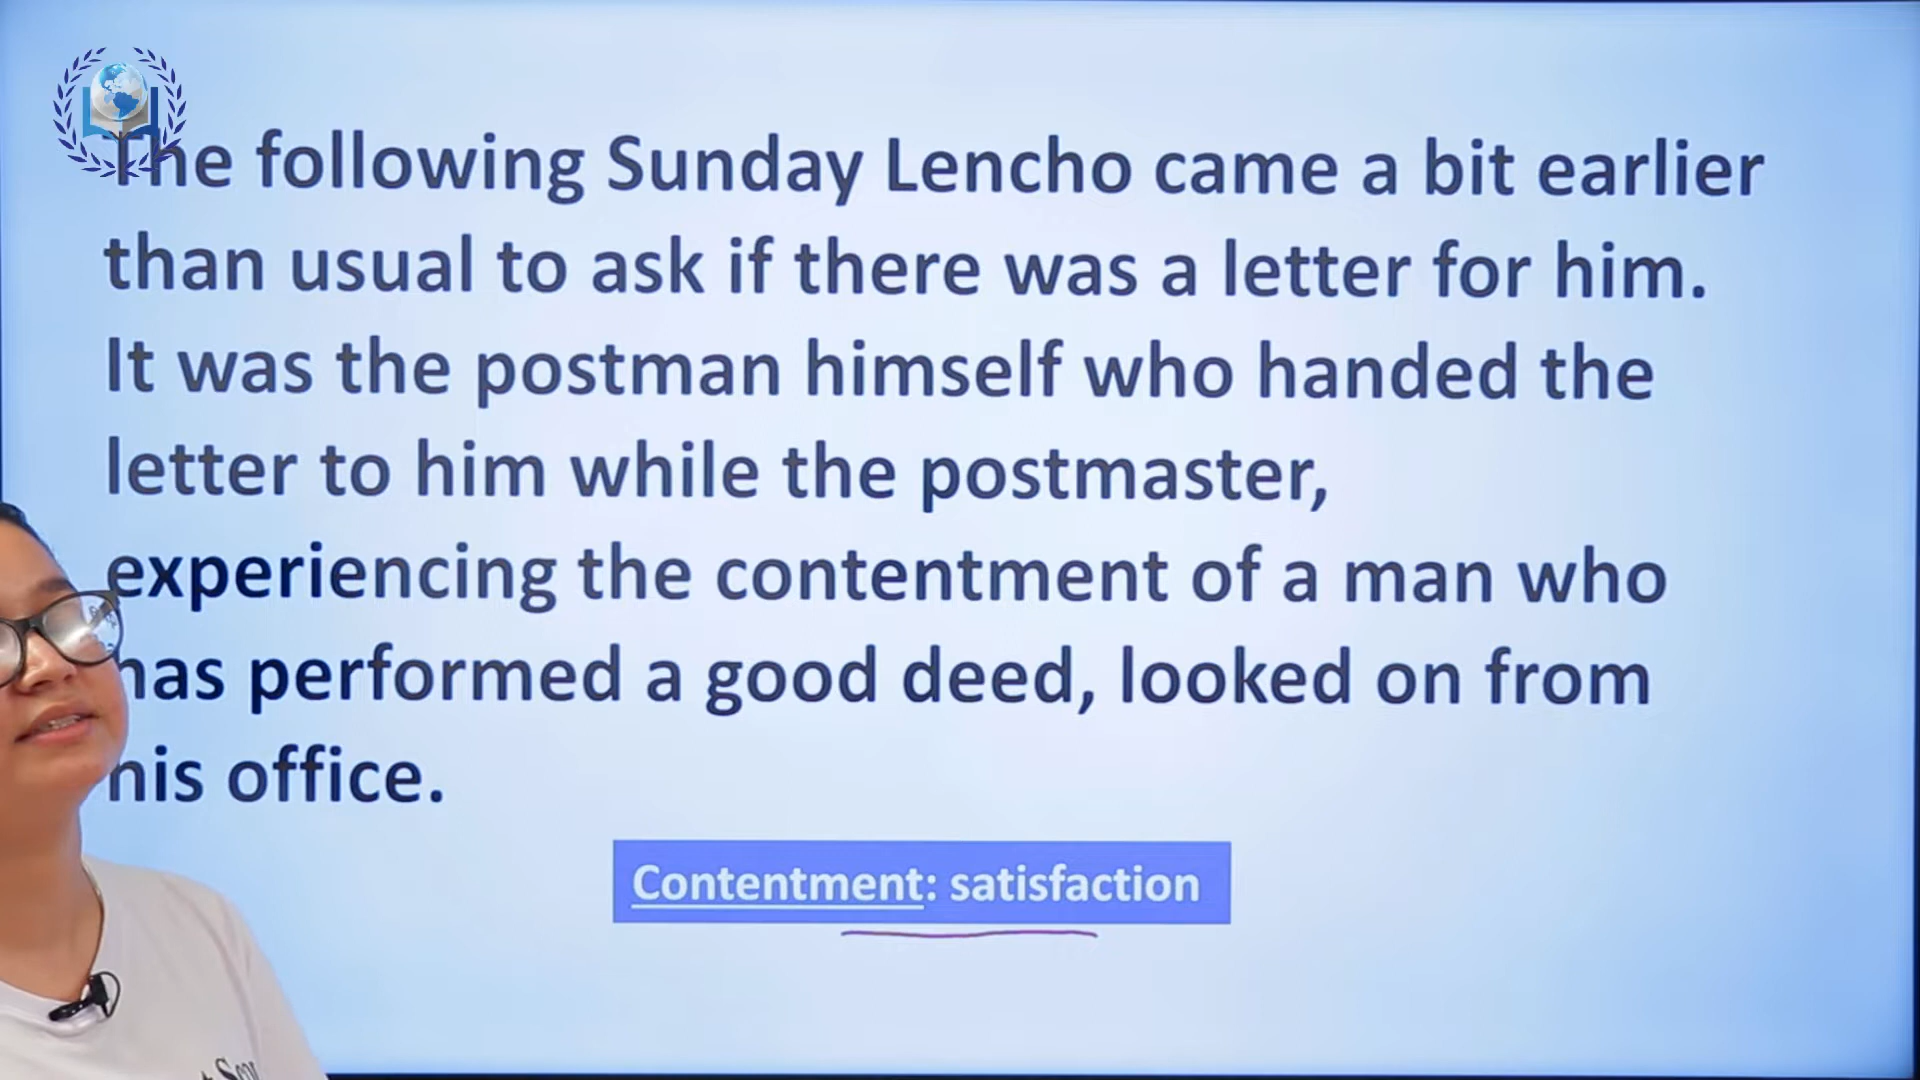 The following Sunday Lencho came a bit earlier
than usual to ask if there was a letter for him.
It was the postman himself who handed the
letter to him while the postmaster,
experiencing the contentment of a man who
has performed a good deed, looked on from
his office.
Contentment: satisfaction